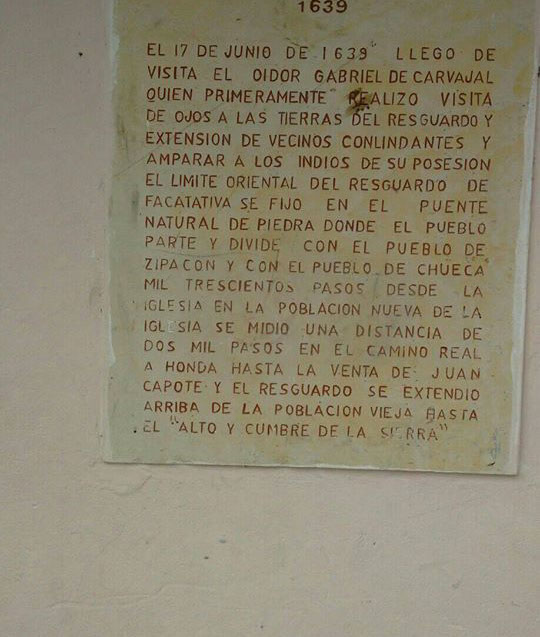 1639
EL 17 DE JUNIO DE 1639 LLEGO DE
VISITA EL OIDOR GABRIEL DE CARVAJAL
QUIEN PRIMERAMENTE REALIZO VISITA
DE OJOS A LAS TIERRAS DEL RESGUARDO Y
EXTENSION DE VECINOS CONLINDANTES Y
AMPARAR A LOS INDIOS DE SU POSESION
EL LIMITE ORIENTAL DEL RESGUARDO DE
FACATATIVA SE FIJO EN EL PUENTE
NATURAL DE PIEDRA DONDE EL PUEBLO
PARTE Y DIVIDE CON EL PUEBLO DE
ZIPACON Y CON EL PUEBLO DE CHUECA
MIL TRESCIENTOS PASOS DESDE LA
IGLESIA EN LA POBLACION NUEVA DE LA
IGLESIA SE MIDIO UNA DISTANCIA DE
DOS MIL PASOS EN EL CAMINO REAL
A HONDA HASTA LA VENTA DE JUAN
CAPOTE Y EL RESGUARDO SE EXTENDIO
ARRIBA DE LA POBLACION VIEJA HASTA
EL "ALTO Y CUMBRE DE LA SIERRA"